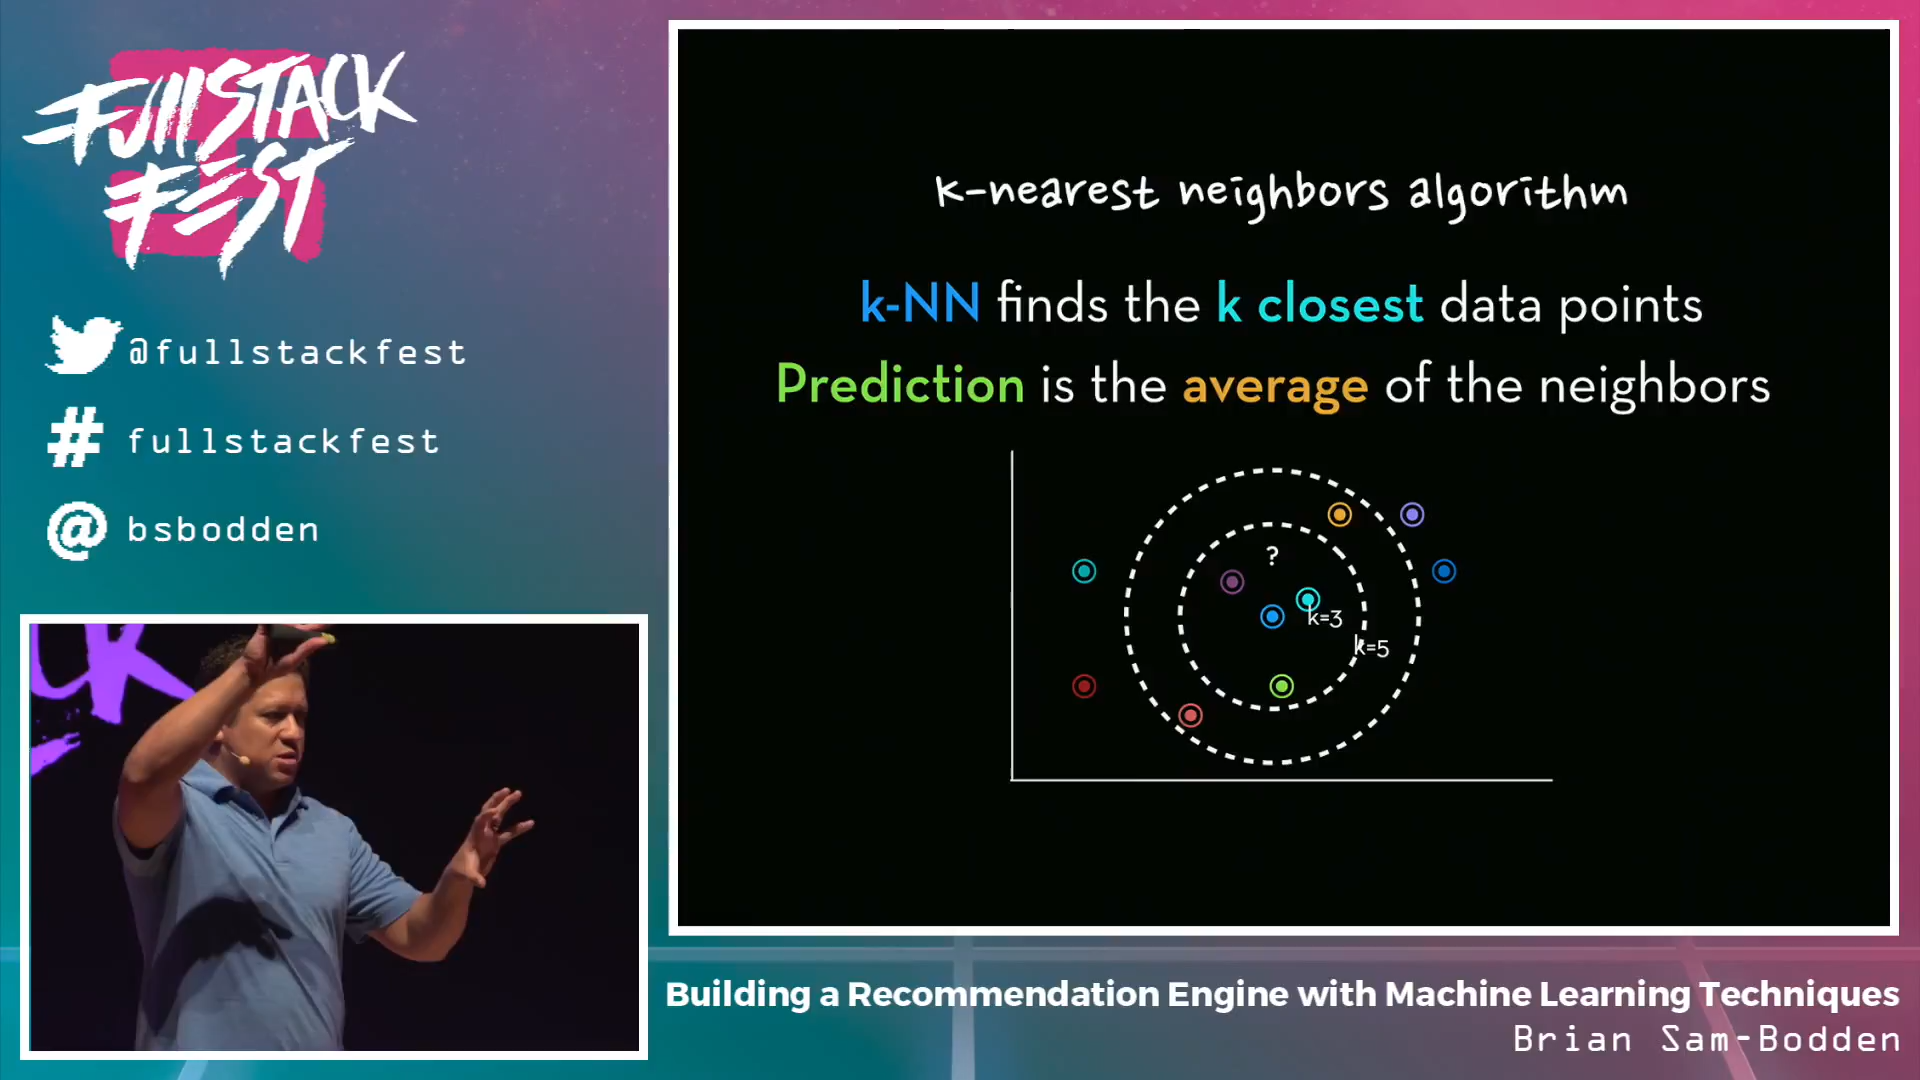 FullSTACK
FEST
@fullstackfest
# fullstackfest
@ bsbodden
k-nearest neighbors algorithm
k-NN finds the k closest data points
Prediction is the average of the neighbors
?
k=3
k=5
Building a Recommendation Engine with Machine Learning Techniques
Brian Sam-Bodden